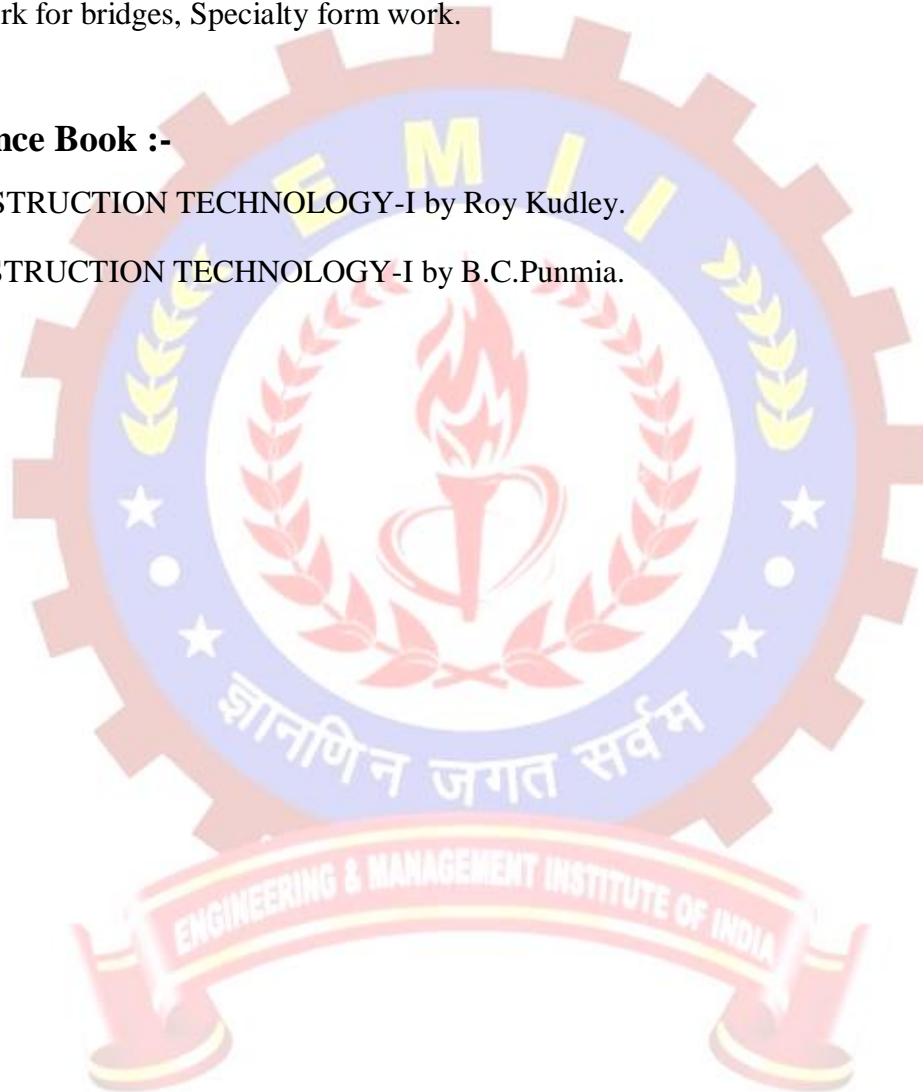 rk for bridges, Specialty form work.
nce Book :-
STRUCTION TECHNOLOGY-I by Roy Kudley.
STRUCTION TECHNOLOGY-I by B.C.Punmia.
E M I I
ज्ञानणिन जगत सर्वम
ENGINEERING & MANAGEMENT INSTITUTE OF INDIA